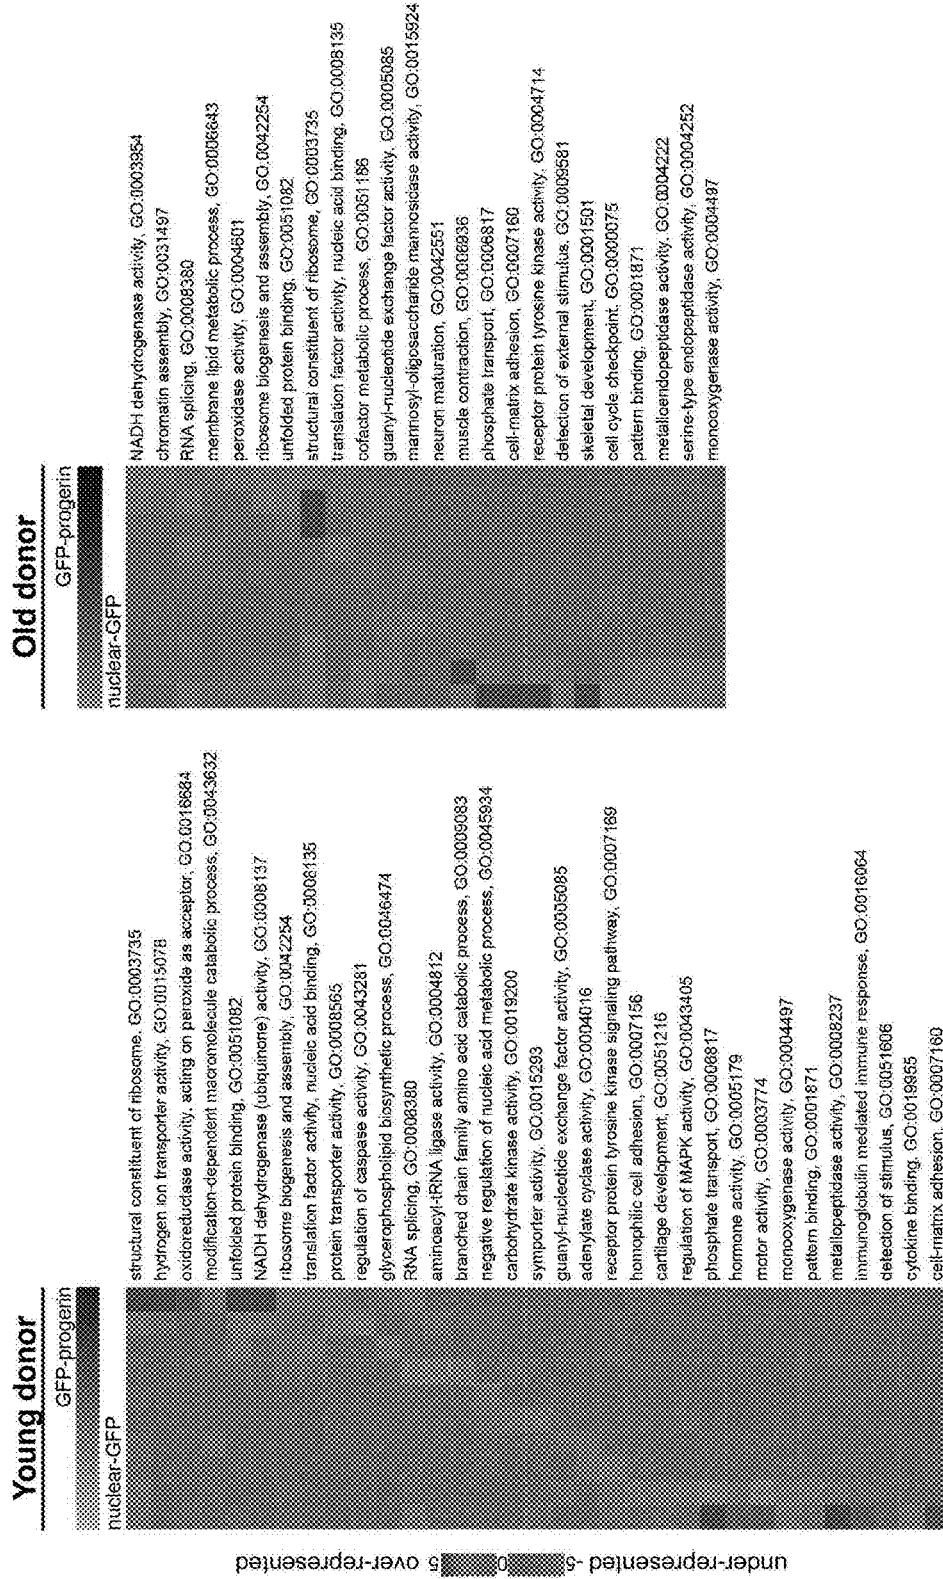 Young donor
GFP-progerin
nuclear-GFP
structural constituent of ribosome, GO:0003735
hydrogen ion transporter activity, GO:0015078
oxidoreductase activity, acting on peroxide as acceptor, GO:0016684
modification-dependent macromolecule catabolic process, GO:0043632
unfolded protein binding, GO:0051082
NADH dehydrogenase (ubiquinone) activity, GO:0008137
ribosome biogenesis and assembly, GO:0042254
translation factor activity, nucleic acid binding, GO:0008135
protein transporter activity, GO:0008565
regulation of caspase activity, GO:0043281
glycerophospholipid biosynthetic process, GO:0046474
RNA splicing, GO:0008380
aminoacyl-tRNA ligase activity, GO:0004812
branched chain family amino acid catabolic process, GO:0009083
negative regulation of nucleic acid metabolic process, GO:0045934
carbohydrate kinase activity, GO:0019200
symporter activity, GO:0015293
guanyl-nucleotide exchange factor activity, GO:0005085
adenylate cyclase activity, GO:0004016
receptor protein tyrosine kinase signaling pathway, GO:0007169
homophilic cell adhesion, GO:0007156
cartilage development, GO:0051216
regulation of MAPK activity, GO:0043405
phosphate transport, GO:0006817
hormone activity, GO:0005179
motor activity, GO:0003774
monooxygenase activity, GO:0004497
pattern binding, GO:0001871
metallopeptidase activity, GO:0008237
immunoglobulin mediated immune response, GO:0016064
detection of stimulus, GO:0051606
cytokine binding, GO:0019955
cell-matrix adhesion, GO:0007160
Old donor
GFP-progerin
nuclear-GFP
NADH dehydrogenase activity, GO:0003954
chromatin assembly, GO:0031497
RNA splicing, GO:0008380
membrane lipid metabolic process, GO:0006643
peroxidase activity, GO:0004601
ribosome biogenesis and assembly, GO:0042254
unfolded protein binding, GO:0051082
structural constituent of ribosome, GO:0003735
translation factor activity, nucleic acid binding, GO:0008135
cofactor metabolic process, GO:0051186
guanyl-nucleotide exchange factor activity, GO:0005085
mannosyl-oligosaccharide mannosidase activity, GO:0015924
neuron maturation, GO:0042551
muscle contraction, GO:0006936
phosphate transport, GO:0006817
cell-matrix adhesion, GO:0007160
receptor protein tyrosine kinase activity, GO:0004714
detection of external stimulus, GO:0009581
skeletal development, GO:0001501
cell cycle checkpoint, GO:0000075
pattern binding, GO:0001871
metalloendopeptidase activity, GO:0004222
serine-type endopeptidase activity, GO:0004252
monooxygenase activity, GO:0004497
under-represented -5 0 5 over-represented